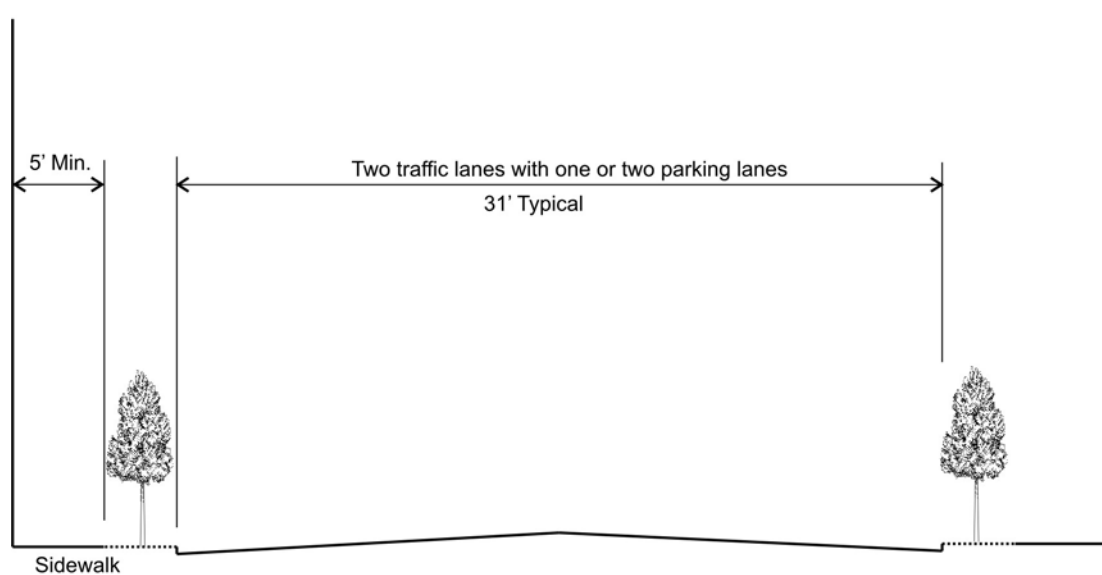 5’ Min.
Two traffic lanes with one or two parking lanes
31’ Typical
Sidewalk